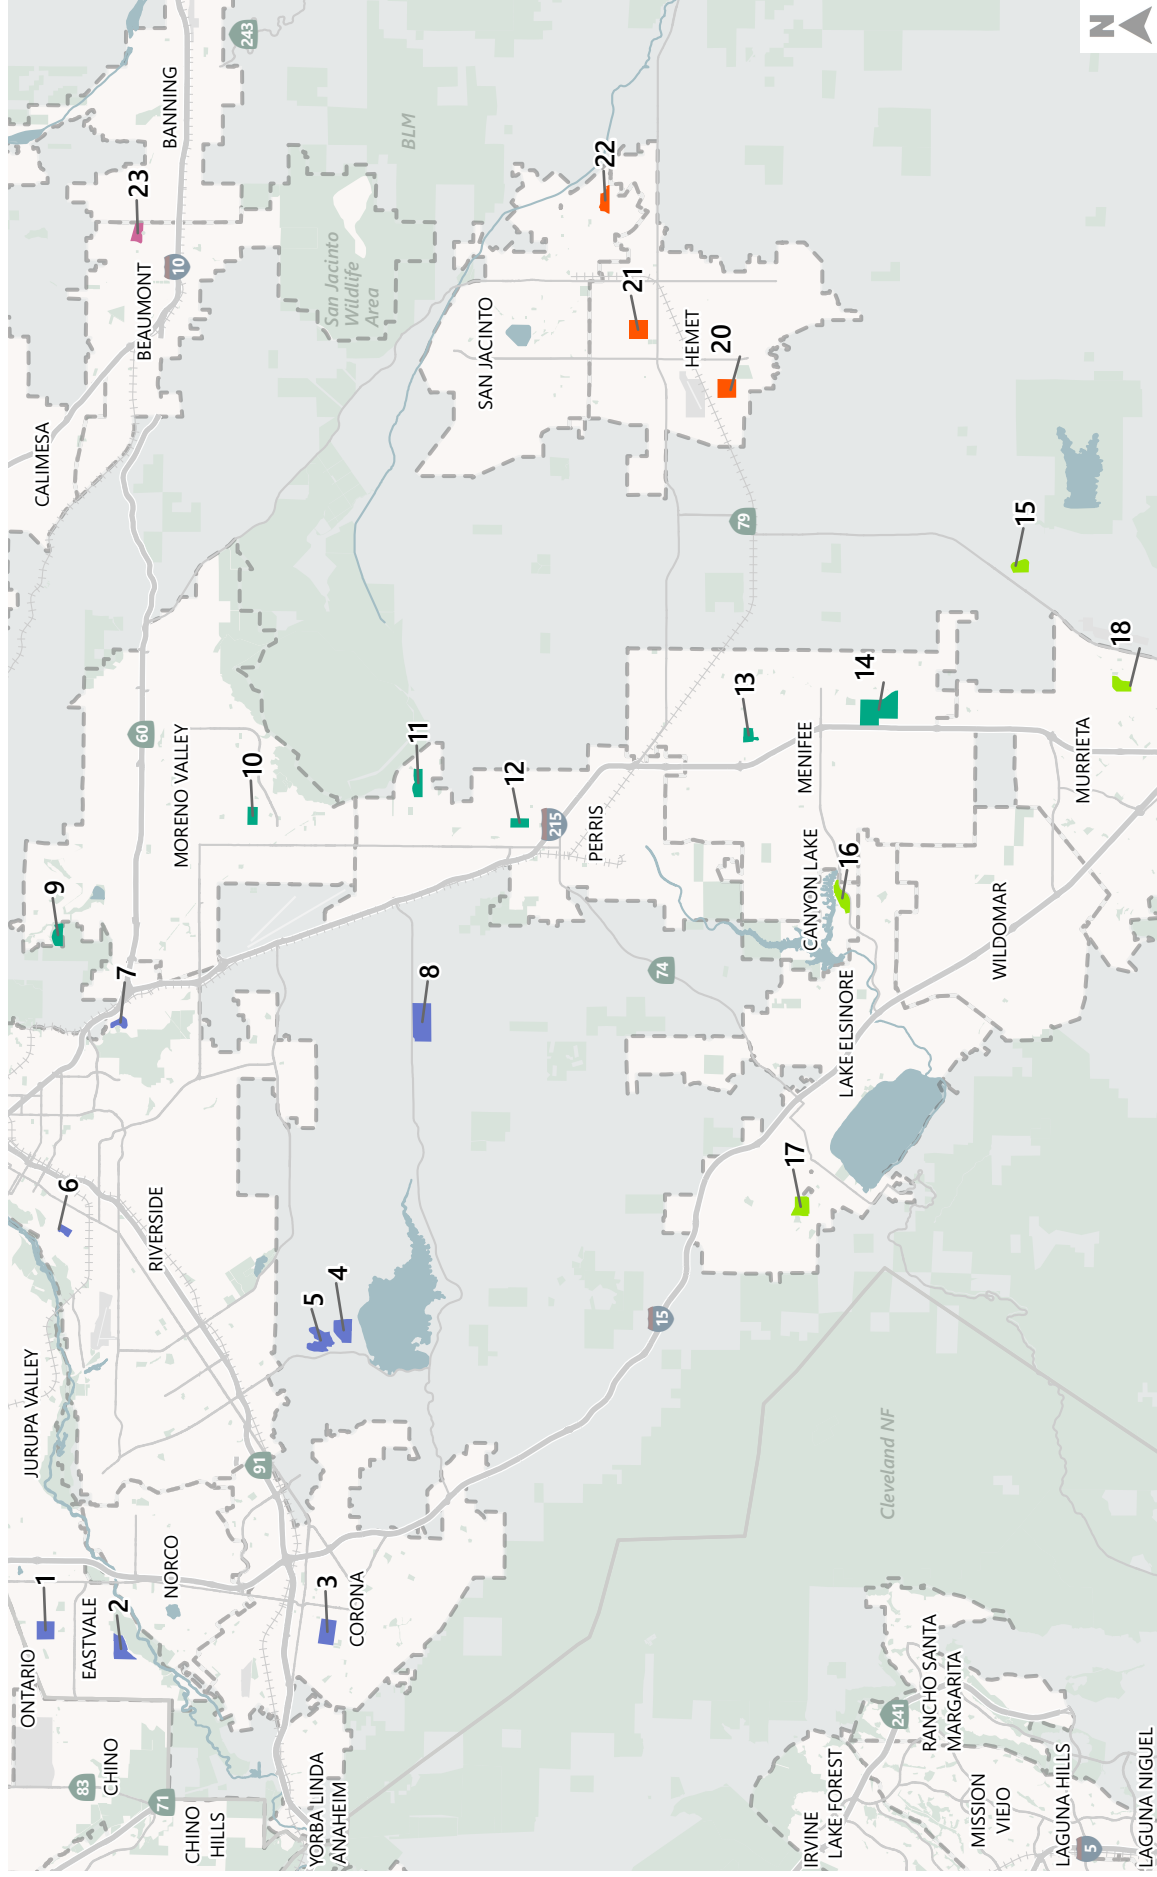 N
ONTARIO
1
EASTVALE
2
NORCO
CHINO
83
71
CHINO
HILLS
YORBA LINDA
ANAHEIM
JURUPA VALLEY
6
RIVERSIDE
91
3
CORONA
5
4
7
9
60
MORENO VALLEY
10
11
12
215
PERRIS
8
74
15
CALIMESA
BEAUMONT
23
10
BANNING
243
San Jacinto
Wildlife
Area
BLM
SAN JACINTO
22
21
HEMET
20
79
15
18
13
14
MENIFEE
MURRIETA
CANYON LAKE
16
WILDOMAR
LAKE ELSINORE
17
Cleveland NF
IRVINE
LAKE FOREST
241
RANCHO SANTA
MARGARITA
MISSION
VIEJO
LAGUNA HILLS
5
LAGUNA NIGUEL